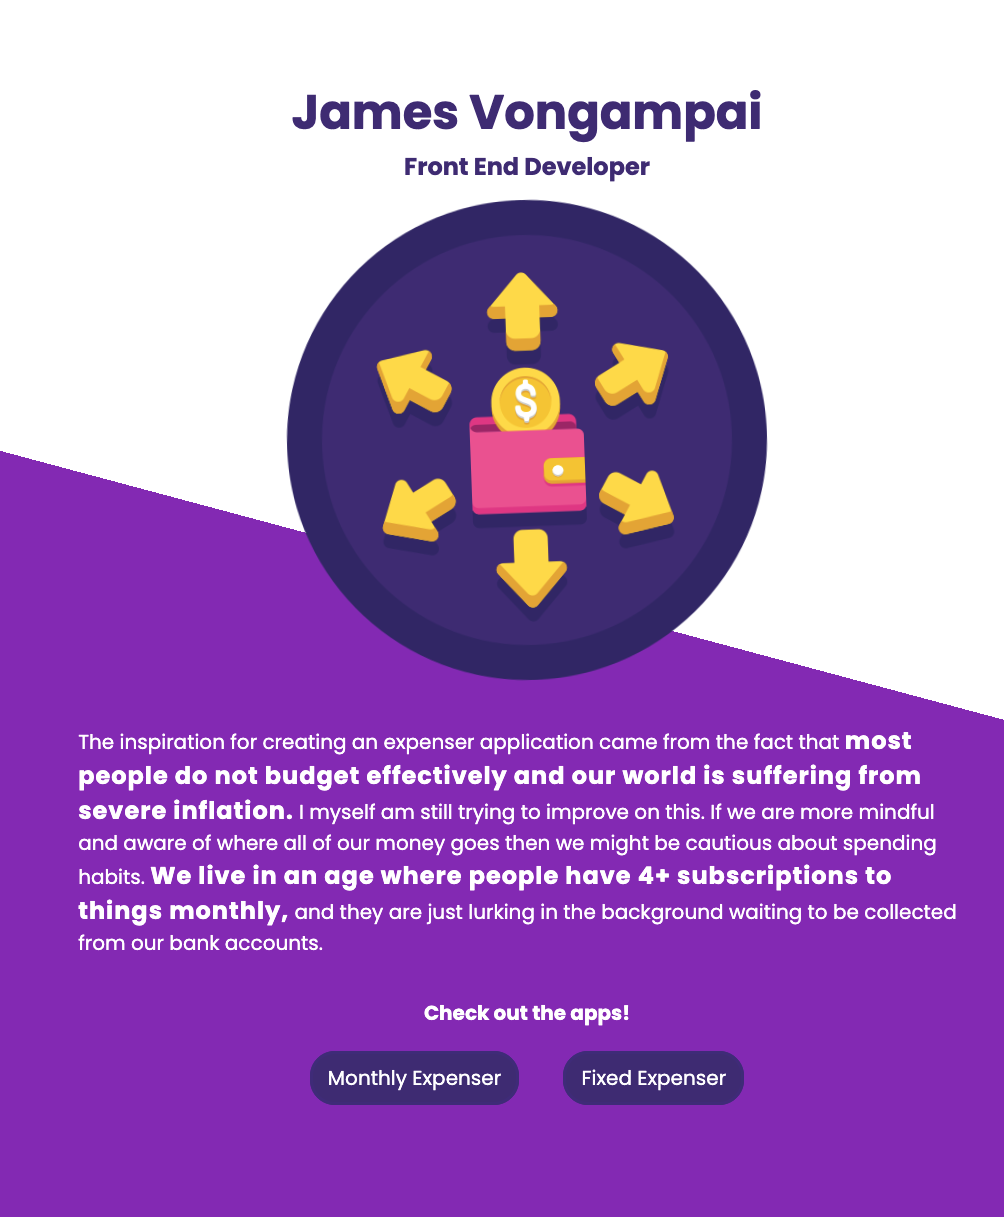 James Vongampai
Front End Developer
$
The inspiration for creating an expenser application came from the fact that most
people do not budget effectively and our world is suffering from
severe inflation. I myself am still trying to improve on this. If we are more mindful
and aware of where all of our money goes then we might be cautious about spending
habits. We live in an age where people have 4+ subscriptions to
things monthly, and they are just lurking in the background waiting to be collected
from our bank accounts.
Check out the apps!
Monthly Expenser Fixed Expenser